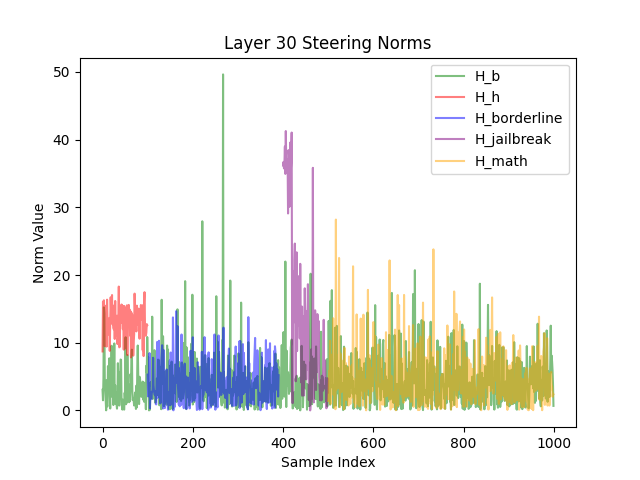 Layer 30 Steering Norms
H_b
H_h
H_borderline
H_jailbreak
H_math
Norm Value
50
40
30
20
10
0
0 200 400 600 800 1000
Sample Index